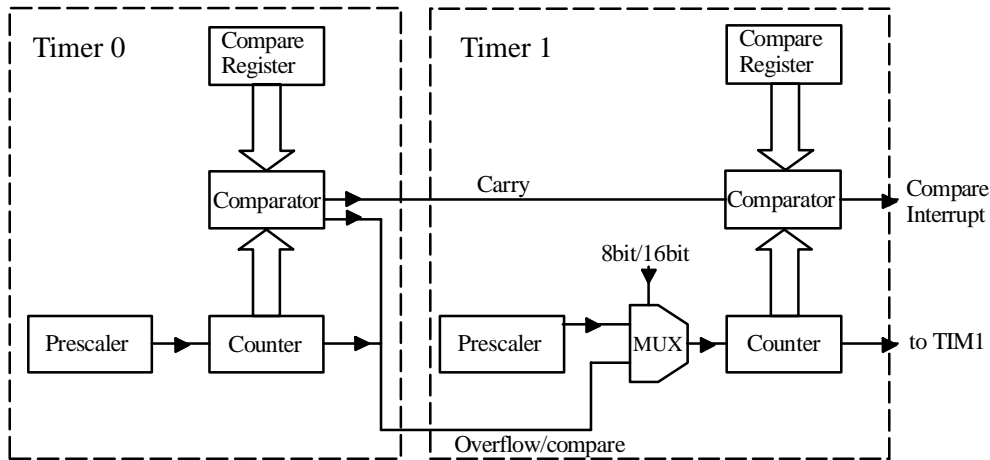 Timer 0
Compare
Register
Comparator
Prescaler
Counter
Timer 1
Compare
Register
Carry
Comparator
Compare
Interrupt
8bit/16bit
Prescaler
MUX
Counter
to TIM1
Overflow/compare